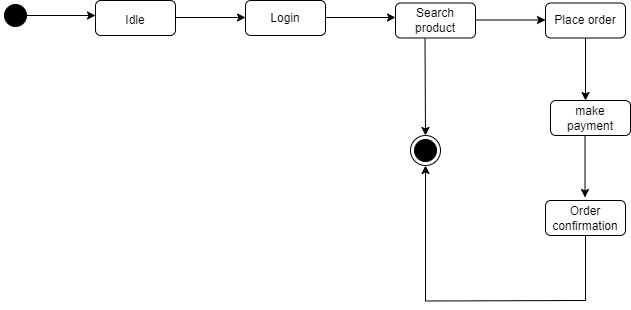 Idle
Login
Search
product
Place order
make
payment
Order
confirmation